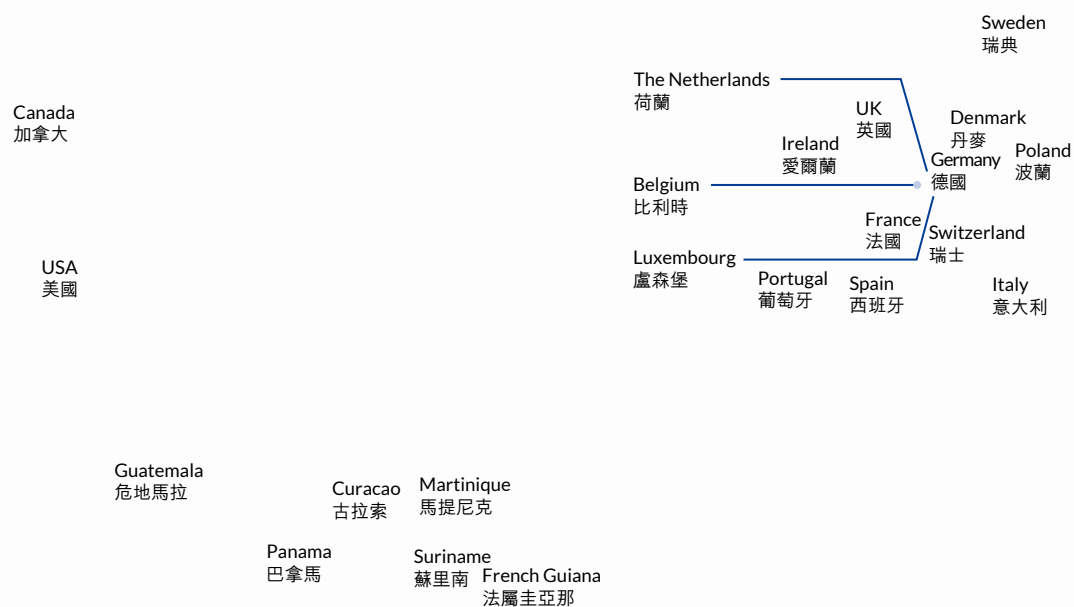 Sweden
瑞典
The Netherlands
荷蘭
Canada
加拿大
UK
英國
Denmark
丹麥
Ireland
愛爾蘭
Germany
德國
Poland
波蘭
Belgium
比利時
France
法國
Switzerland
瑞士
Luxembourg
盧森堡
USA
美國
Portugal
葡萄牙
Spain
西班牙
Italy
意大利
Guatemala
危地馬拉
Curacao
古拉索
Martinique
馬提尼克
Panama
巴拿馬
Suriname
蘇里南
French Guiana
法屬圭亞那